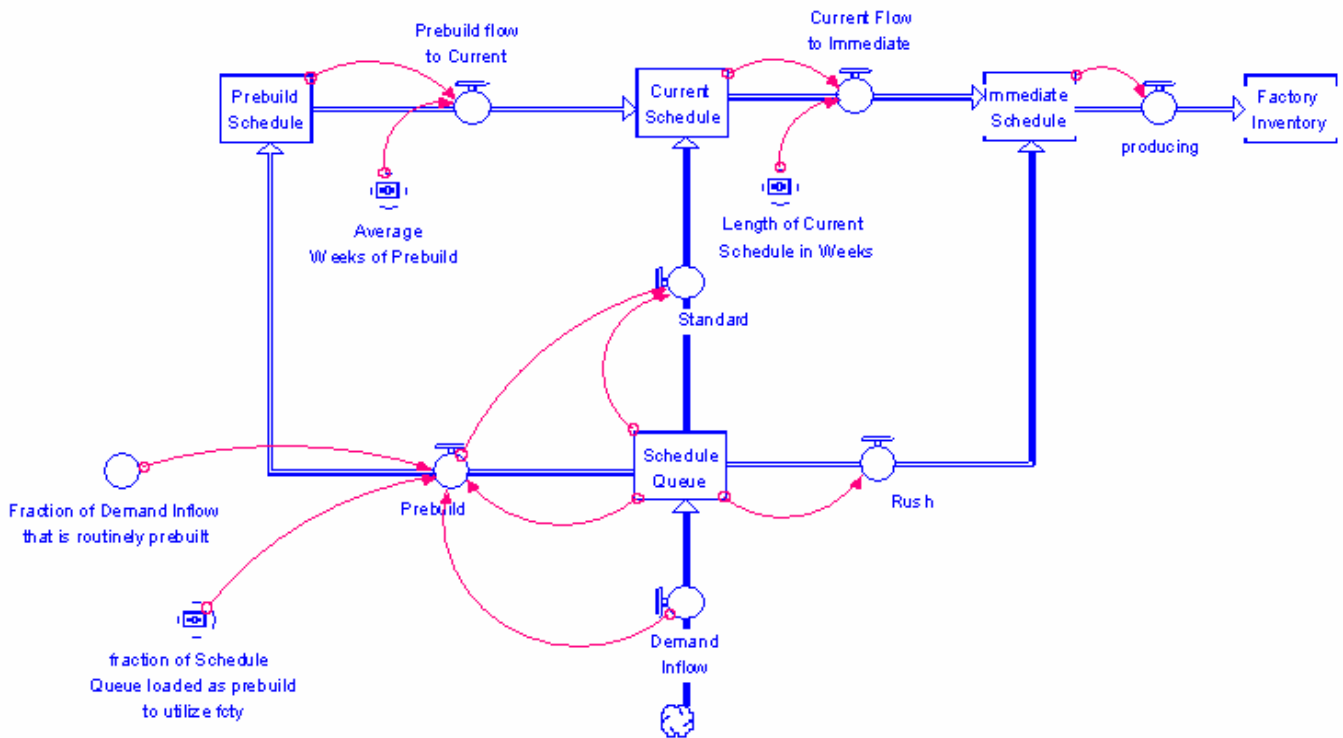 Prebuild flow
to Current
Current Flow
to Immediate
Prebuild
Schedule
Current
Schedule
Immediate
Schedule
Factory
Inventory
producing
Average
Weeks of Prebuild
Length of Current
Schedule in Weeks
Standard
Schedule
Queue
Prebuild
Rush
Fraction of Demand Inflow
that is routinely prebuilt
Demand
Inflow
fraction of Schedule
Queue loaded as prebuild
to utilize fcty